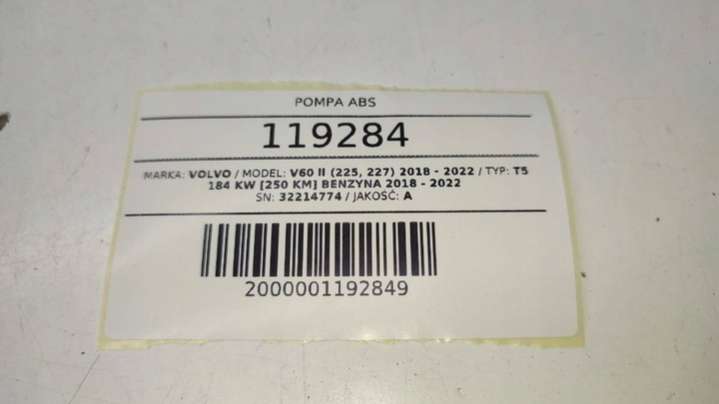 POMPA ABS
119284
MARKA: VOLVO / MODEL: V60 II (225, 227) 2018 - 2022 / TYP: T5
184 KW [250 KM] BENZYNA 2018 - 2022
SN: 32214774 / JAKOŚĆ: A
2000001192849